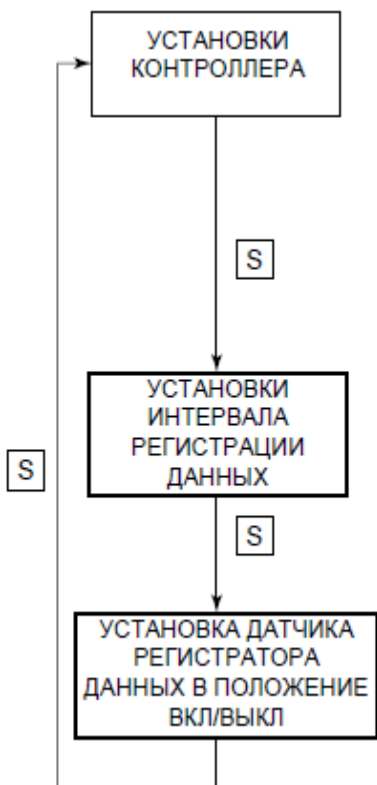 УСТАНОВКИ
КОНТРОЛЛЕРА
S
УСТАНОВКИ
ИНТЕРВАЛА
РЕГИСТРАЦИИ
ДАННЫХ
S
S
УСТАНОВКА ДАТЧИКА
РЕГИСТРАТОРА
ДАННЫХ В ПОЛОЖЕНИЕ
ВКЛ/ВЫКЛ